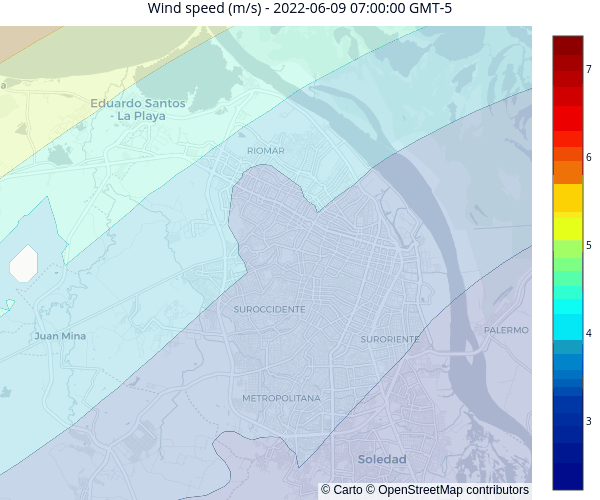 Wind speed (m/s) - 2022-06-09 07:00:00 GMT-5
a
Eduardo Santos
- La Playa
RIOMAR
SUROCCIDENTE
Juan Mina
SURORIENTE
PALERMO
METROPOLITANA
Soledad
© Carto © OpenStreetMap contributors
7
6
5
4
3